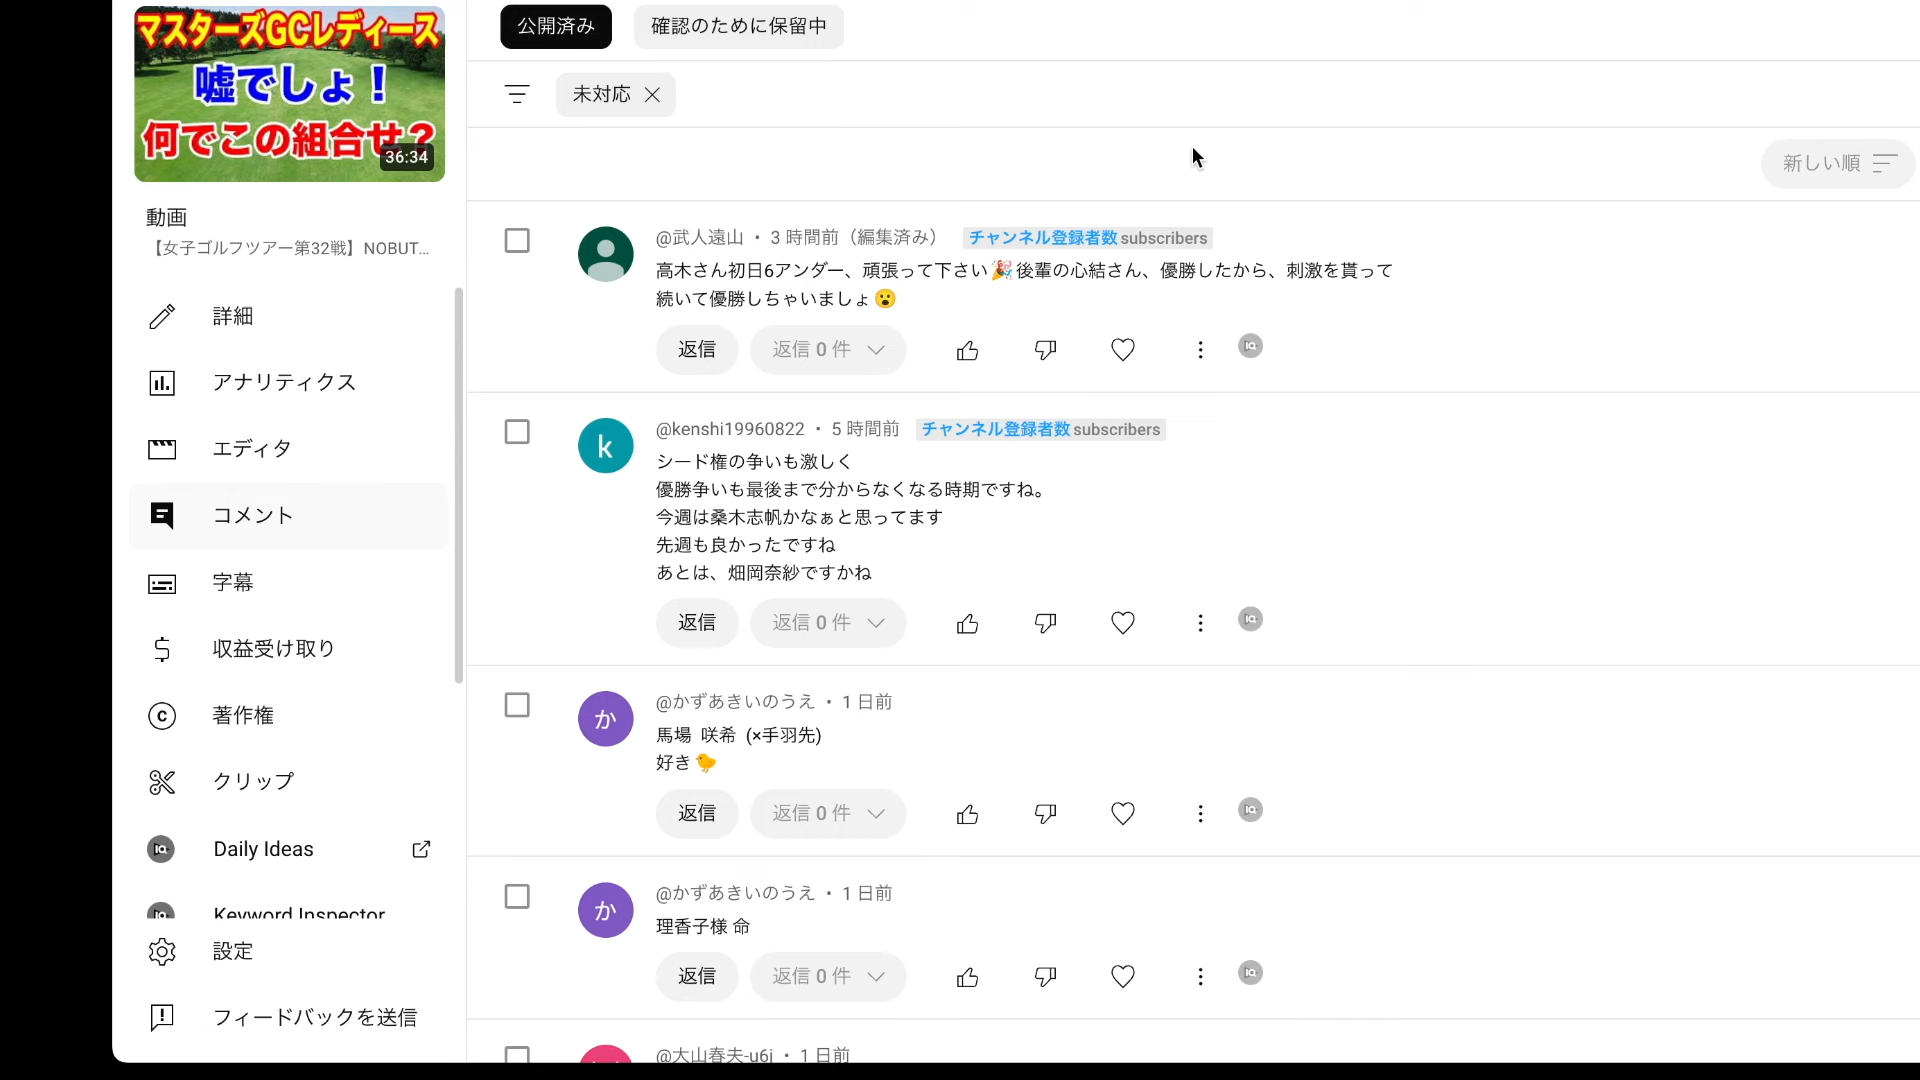 マスターズGCレディース
嘘でしょ！
何でこの組合せ？
36:34
動画
【女子ゴルフツアー第32戦】NOBUT...
詳細
アナリティクス
エディタ
コメント
字幕
収益受け取り
著作権
クリップ
Daily Ideas
Keyword Inspector
設定
フィードバックを送信
公開済み
確認のために保留中
未対応
新しい順
@武人遠山 • 3 時間前（編集済み） チャンネル登録者数 subscribers
高木さん初日6アンダー、頑張って下さい🎉後輩の心結さん、優勝したから、刺激を貰って
続いて優勝しちゃいましょ😮
返信 返信 0 件
@kenshi19960822 • 5 時間前 チャンネル登録者数 subscribers
シード権の争いも激しく
優勝争いも最後まで分からなくなる時期ですね。
今週は桑木志帆かなぁと思ってます
先週も良かったですね
あとは、畑岡奈紗ですかね
返信 返信 0 件
@かずあきいのうえ • 1 日前
馬場 咲希 (×手羽先)
好き🐤
返信 返信 0 件
@かずあきいのうえ • 1 日前
理香子様 命
返信 返信 0 件
@大山春夫-u6j • 1 日前